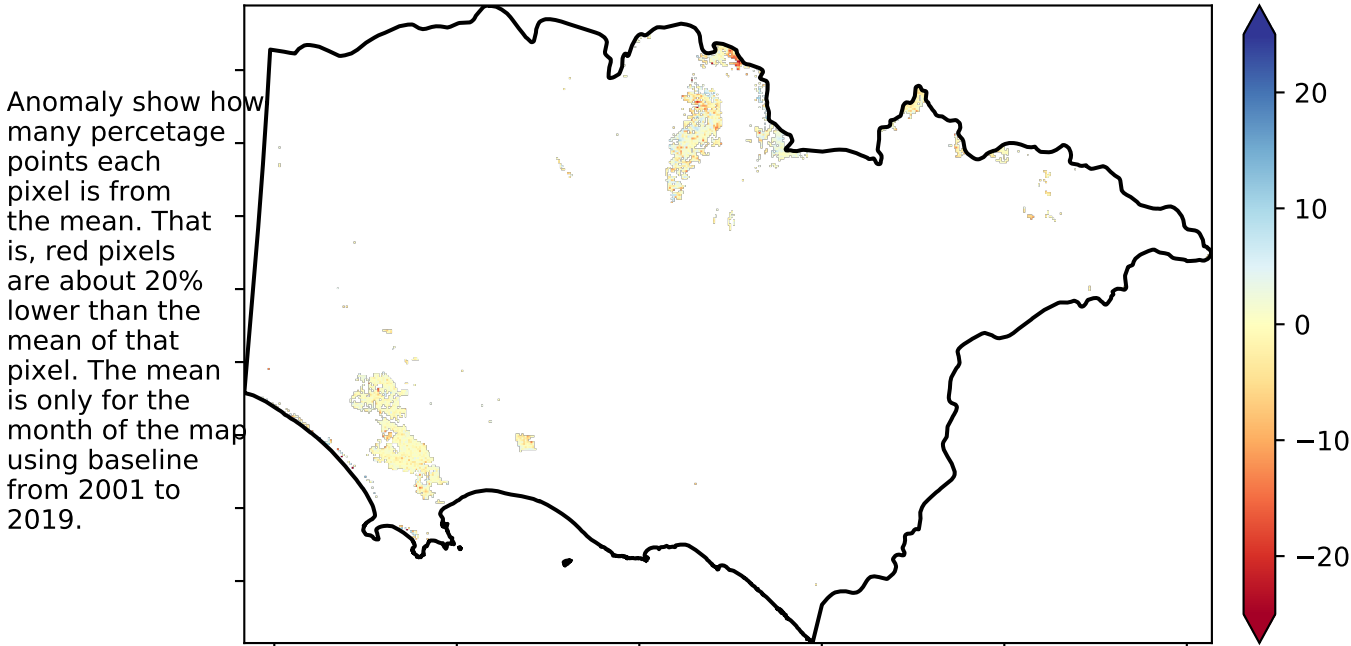 Anomaly show how
many percetage
points each
pixel is from
the mean. That
is, red pixels
are about 20%
lower than the
mean of that
pixel. The mean
is only for the
month of the map
using baseline
from 2001 to
2019.
20
10
0
−10
−20